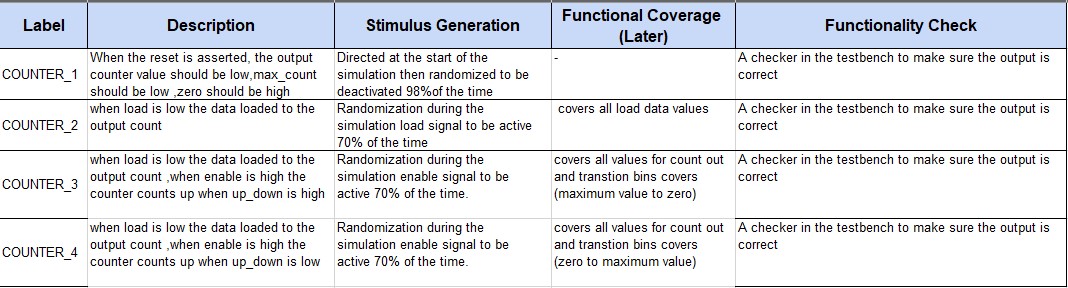 Label
Description
Stimulus Generation
Functional Coverage
(Later)
Functionality Check
COUNTER_1
When the reset is asserted, the output
counter value should be low,max_count
should be low ,zero should be high
Directed at the start of the
simulation then randomized to be
deactivated 98%of the time
-
A checker in the testbench to make sure the output is
correct
COUNTER_2
when load is low the data loaded to the
output count
Randomization during the
simulation load signal to be active
70% of the time
covers all load data values
A checker in the testbench to make sure the output is
correct
COUNTER_3
when load is low the data loaded to the
output count ,when enable is high the
counter counts up when up_down is high
Randomization during the
simulation enable signal to be
active 70% of the time.
covers all values for count out
and transtion bins covers
(maximum value to zero)
A checker in the testbench to make sure the output is
correct
COUNTER_4
when load is low the data loaded to the
output count ,when enable is high the
counter counts up when up_down is low
Randomization during the
simulation enable signal to be
active 70% of the time.
covers all values for count out
and transtion bins covers
(zero to maximum value)
A checker in the testbench to make sure the output is
correct